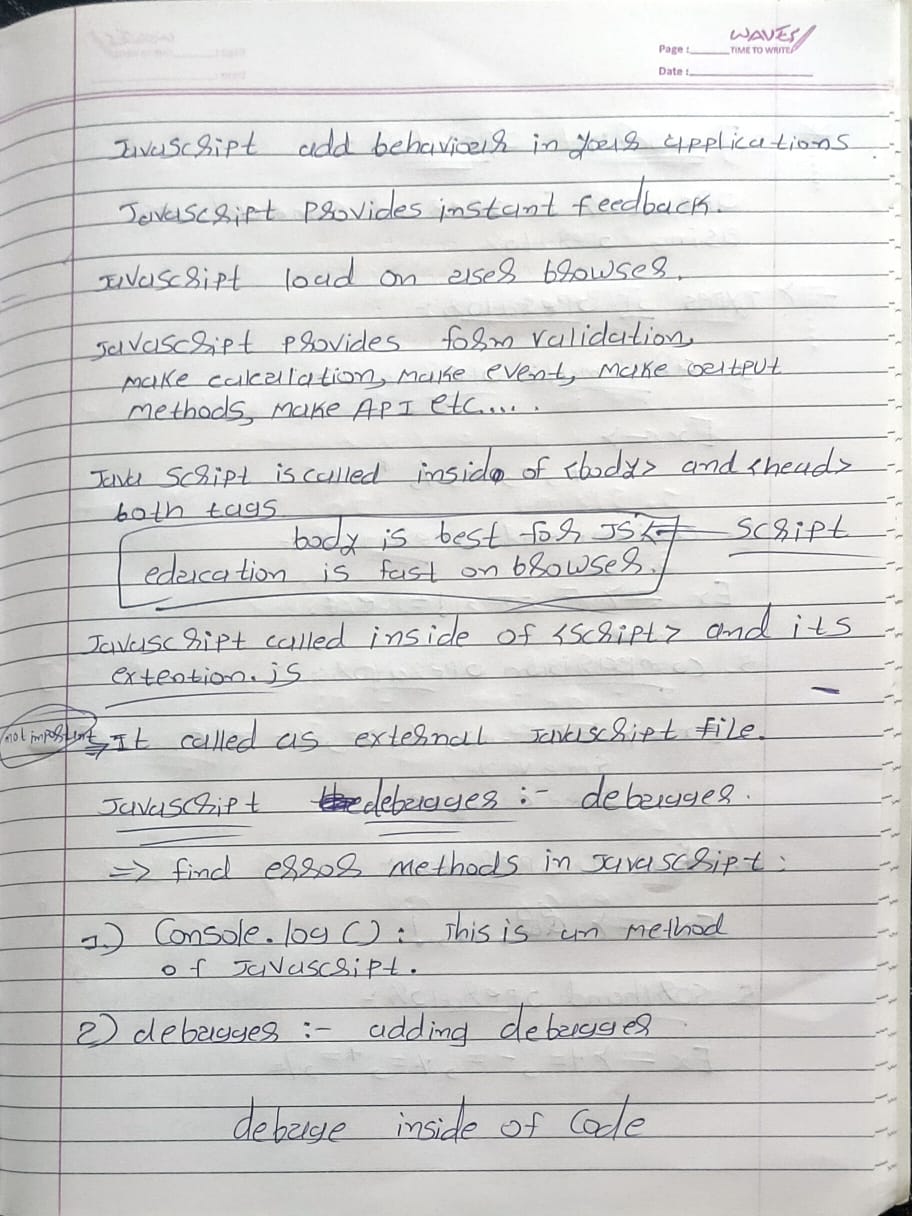 WAVES
Page : TIME TO WRITE
Date :
Javascript add behaviour in your applications
Javascript provides instant feedback.
Javascript load on user browser.
Javascript provides form validation,
make calculation, make event, make output
methods, make API etc....
Java Script is called inside of <body> and <head>
both tags
body is best for JS Script
education is fast on browser.
Javascript called inside of <script> and its
extention.js
not important => It called as external Javascript file.
Javascript debugger :- debugger.
=> find error methods in Javascript :
1.) Console.log () : This is an method
of Javascript.
2) debugger :- adding debugger
debuge inside of Code